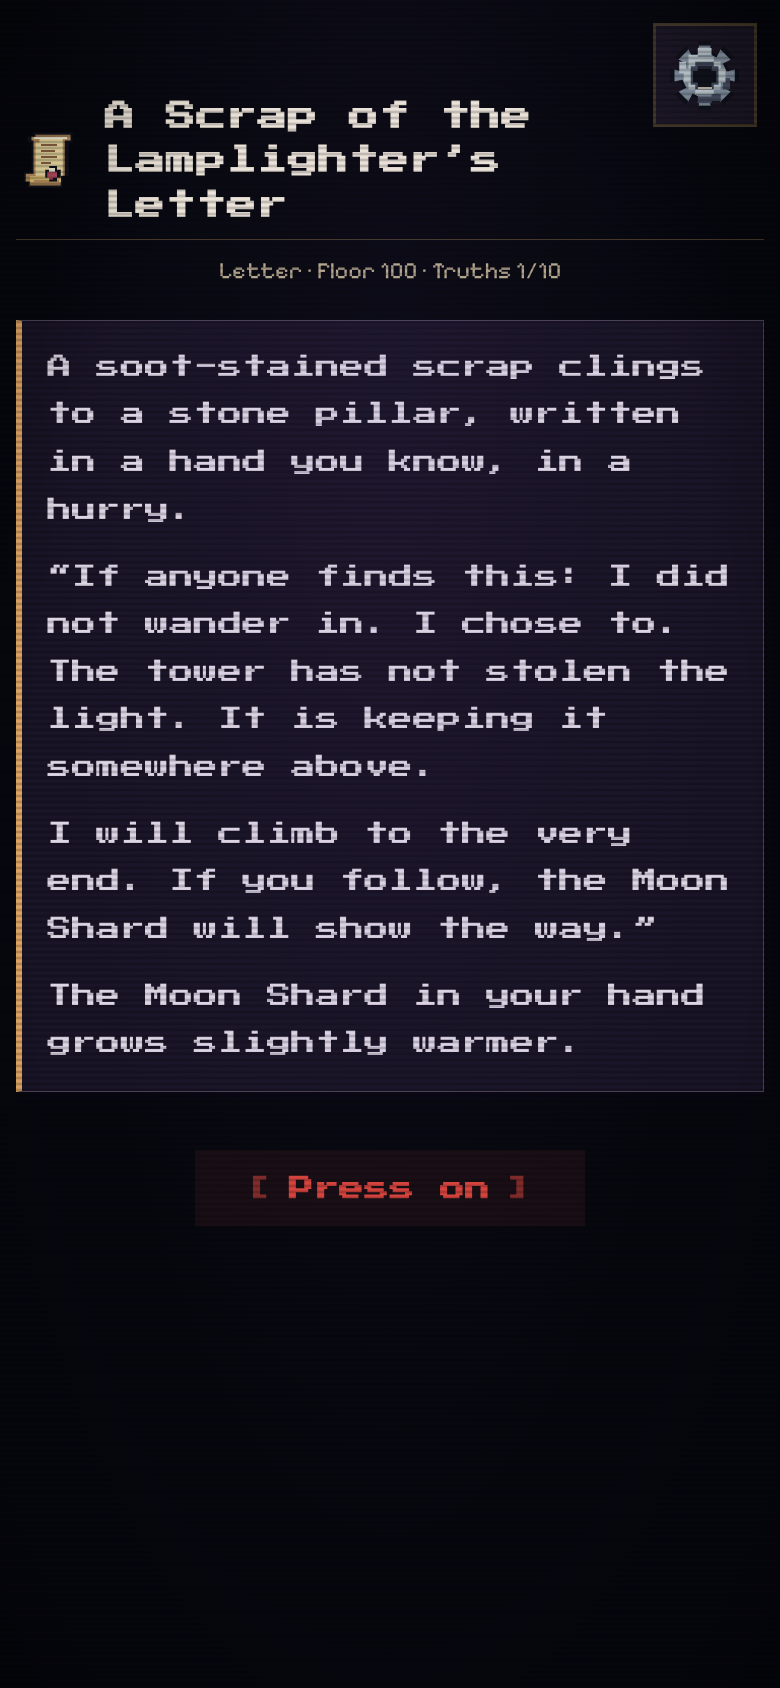 A Scrap of the
Lamplighter’s
Letter
Letter · Floor 100 · Truths 1/10
A soot-stained scrap clings
to a stone pillar, written
in a hand you know, in a
hurry.
“If anyone finds this: I did
not wander in. I chose to.
The tower has not stolen the
light. It is keeping it
somewhere above.
I will climb to the very
end. If you follow, the Moon
Shard will show the way.”
The Moon Shard in your hand
grows slightly warmer.
[ Press on ]